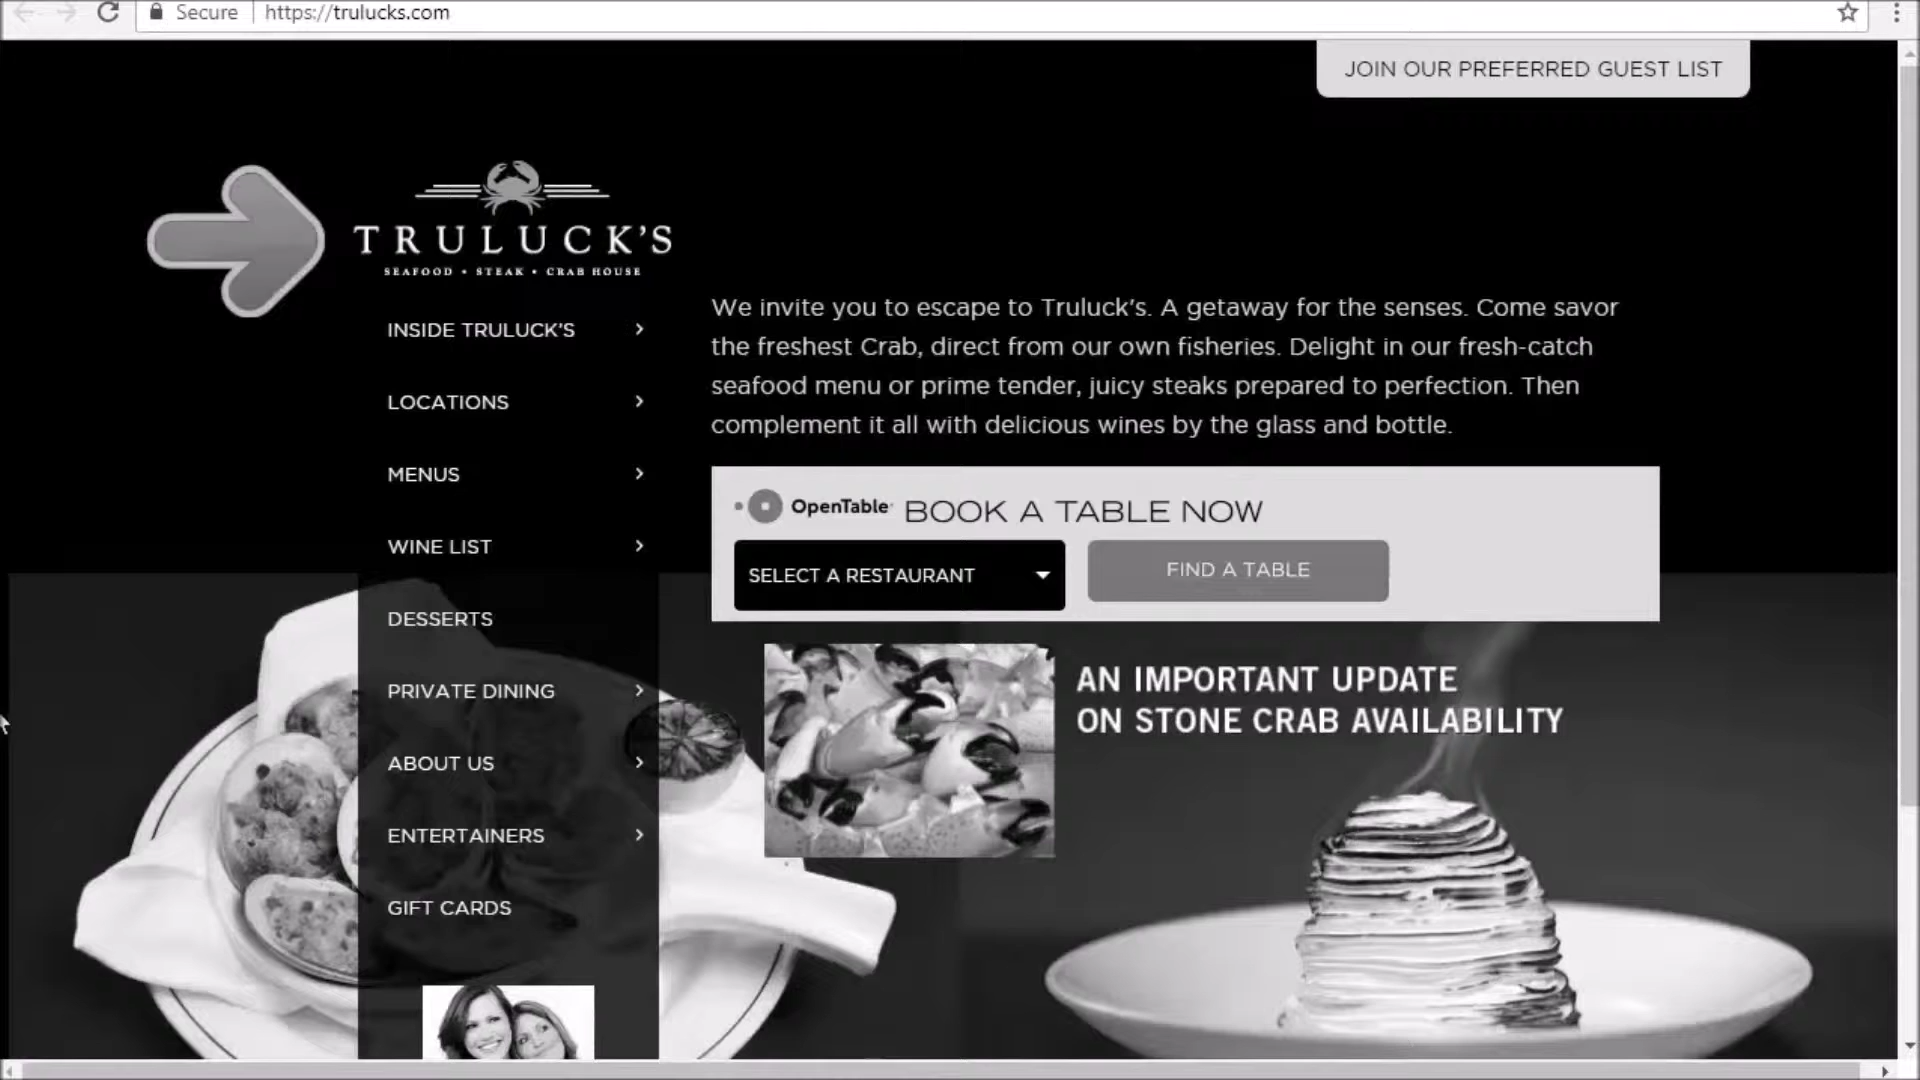 Secure https://trulucks.com
JOIN OUR PREFERRED GUEST LIST
TRULUCK'S
SEAFOOD • STEAK • CRAB HOUSE
INSIDE TRULUCK'S
LOCATIONS
MENUS
WINE LIST
DESSERTS
PRIVATE DINING
ABOUT US
ENTERTAINERS
GIFT CARDS
We invite you to escape to Truluck's. A getaway for the senses. Come savor
the freshest Crab, direct from our own fisheries. Delight in our fresh-catch
seafood menu or prime tender, juicy steaks prepared to perfection. Then
complement it all with delicious wines by the glass and bottle.
OpenTable BOOK A TABLE NOW
SELECT A RESTAURANT
FIND A TABLE
AN IMPORTANT UPDATE
ON STONE CRAB AVAILABILITY